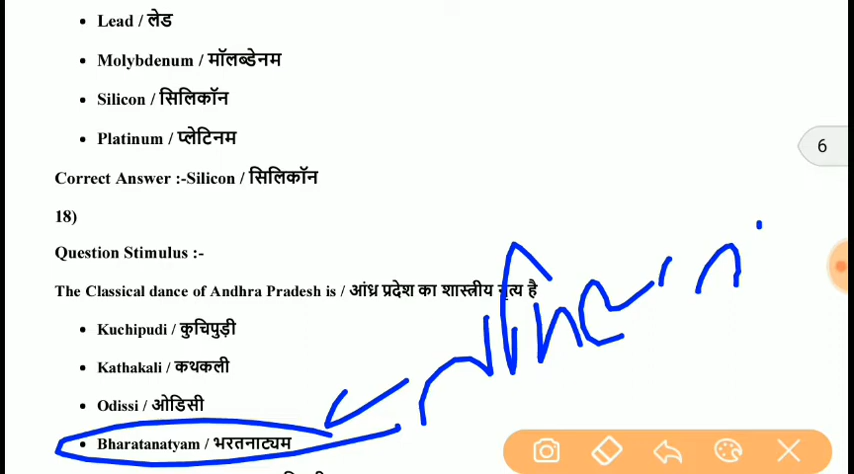 • Lead / लेड
• Molybdenum / मॉलब्डेनम
• Silicon / सिलिकॉन
• Platinum / प्लेटिनम
Correct Answer :-Silicon / सिलिकॉन
6
18)
Question Stimulus :-
The Classical dance of Andhra Pradesh is / आंध्र प्रदेश का शास्त्रीय नृत्य है
• Kuchipudi / कुचिपुड़ी
• Kathakali / कथकली
• Odissi / ओडिसी
• Bharatanatyam / भरतनाट्यम